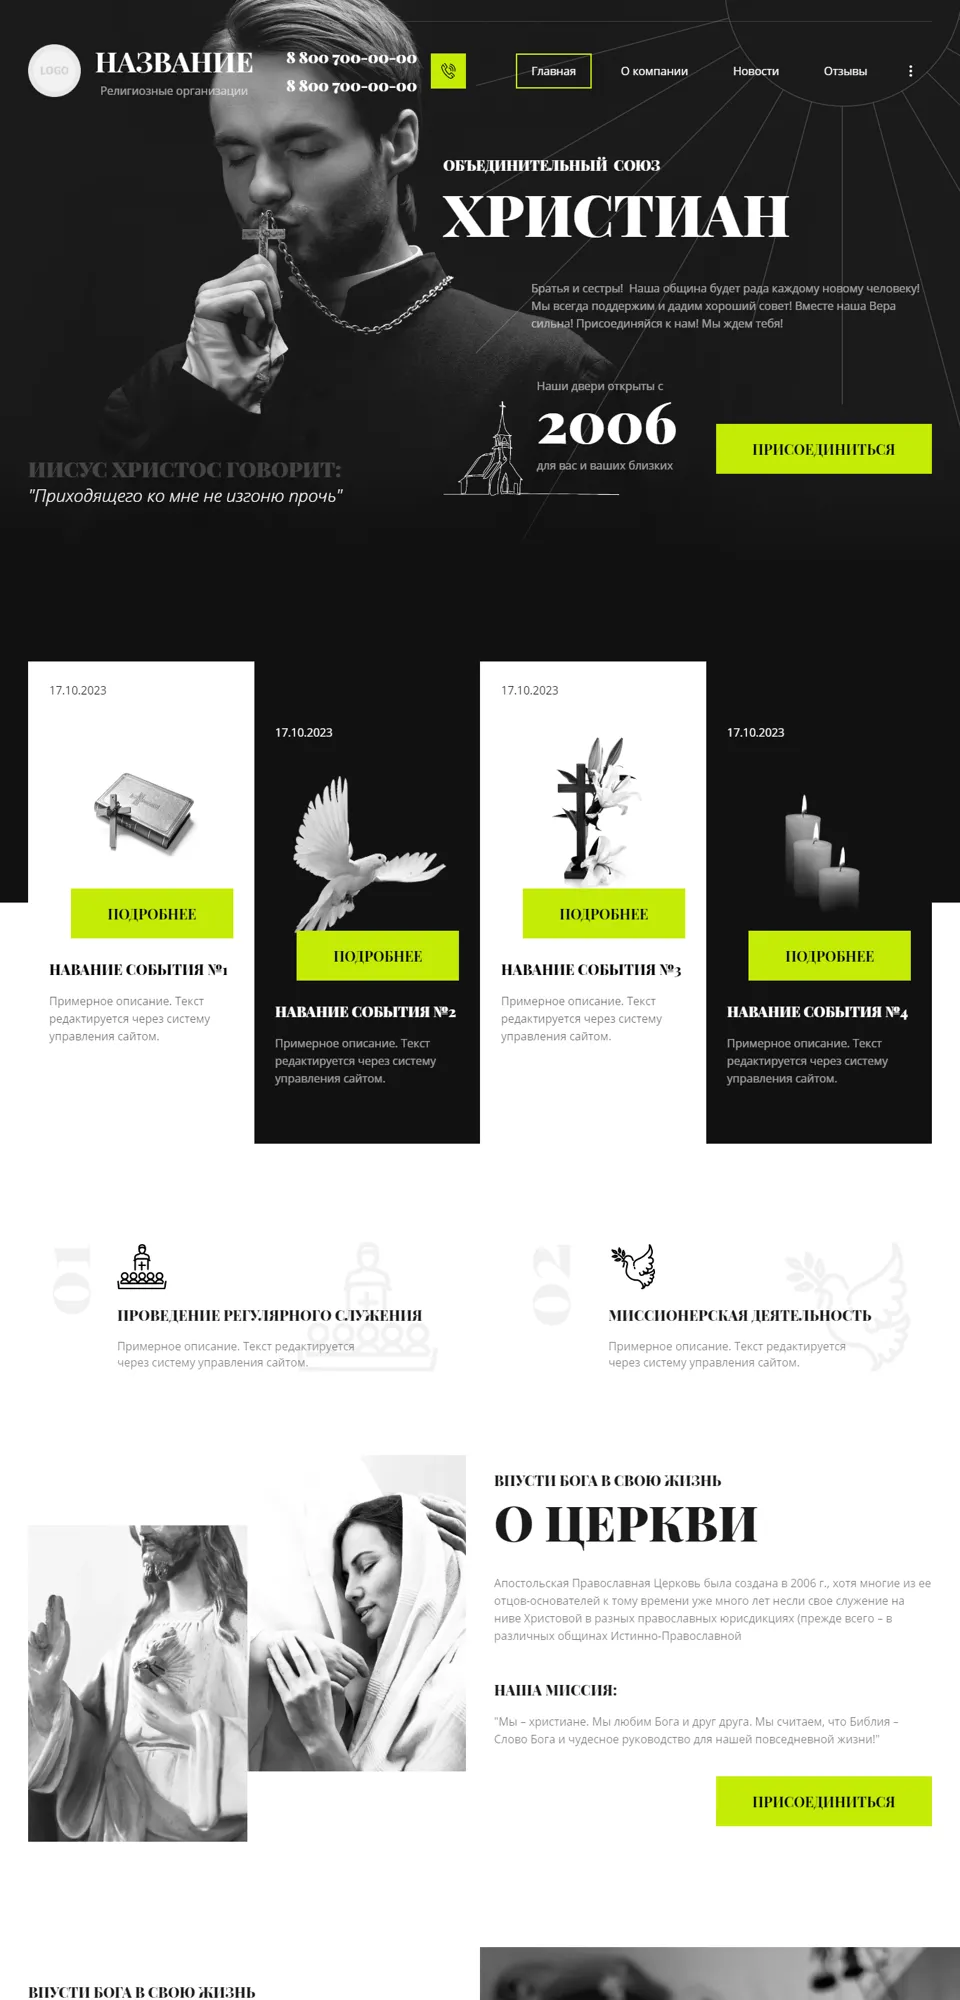 LOGO
НАЗВАНИЕ
Религиозные организации
8 800 700-00-00
8 800 700-00-00
Главная
О компании
Новости
Отзывы
ОБЪЕДИНИТЕЛЬНЫЙ СОЮЗ
ХРИСТИАН
Братья и сестры! Наша община будет рада каждому новому человеку!
Мы всегда поддержим и дадим хороший совет! Вместе наша Вера
сильна! Присоединяйся к нам! Мы ждем тебя!
Наши двери открыты с
2006
для вас и ваших близких
ПРИСОЕДИНИТЬСЯ
ИИСУС ХРИСТОС ГОВОРИТ:
"Приходящего ко мне не изгоню прочь"
17.10.2023
ПОДРОБНЕЕ
НАВАНИЕ СОБЫТИЯ №1
Примерное описание. Текст
редактируется через систему
управления сайтом.
17.10.2023
ПОДРОБНЕЕ
НАВАНИЕ СОБЫТИЯ №2
Примерное описание. Текст
редактируется через систему
управления сайтом.
17.10.2023
ПОДРОБНЕЕ
НАВАНИЕ СОБЫТИЯ №3
Примерное описание. Текст
редактируется через систему
управления сайтом.
17.10.2023
ПОДРОБНЕЕ
НАВАНИЕ СОБЫТИЯ №4
Примерное описание. Текст
редактируется через систему
управления сайтом.
01
ПРОВЕДЕНИЕ РЕГУЛЯРНОГО СЛУЖЕНИЯ
Примерное описание. Текст редактируется
через систему управления сайтом.
02
МИССИОНЕРСКАЯ ДЕЯТЕЛЬНОСТЬ
Примерное описание. Текст редактируется
через систему управления сайтом.
ВПУСТИ БОГА В СВОЮ ЖИЗНЬ
О ЦЕРКВИ
Апостольская Православная Церковь была создана в 2006 г., хотя многие из ее
отцов-основателей к тому времени уже много лет несли свое служение на
ниве Христовой в разных православных юрисдикциях (прежде всего – в
различных общинах Истинно-Православной
НАША МИССИЯ:
"Мы – христиане. Мы любим Бога и друг друга. Мы считаем, что Библия –
Слово Бога и чудесное руководство для нашей повседневной жизни!"
ПРИСОЕДИНИТЬСЯ
ВПУСТИ БОГА В СВОЮ ЖИЗНЬ